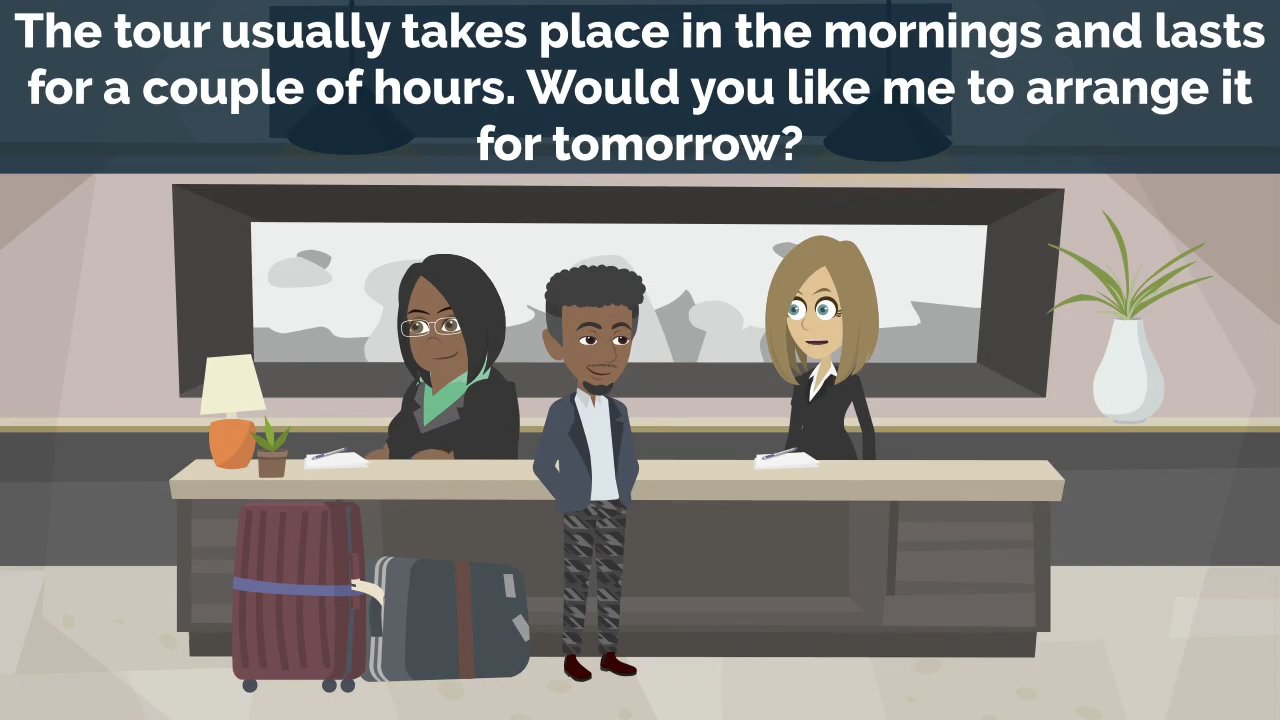 The tour usually takes place in the mornings and lasts
for a couple of hours. Would you like me to arrange it
for tomorrow?